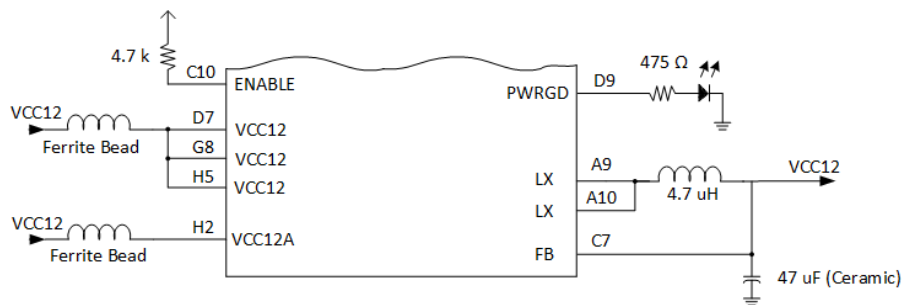 4.7 k
C10
ENABLE
475 Ω
D9
PWRGD
VCC12
Ferrite Bead
D7
VCC12
G8
VCC12
H5
VCC12
VCC12
Ferrite Bead
H2
VCC12A
LX
A9
LX
A10
4.7 uH
VCC12
FB
C7
47 uF (Ceramic)